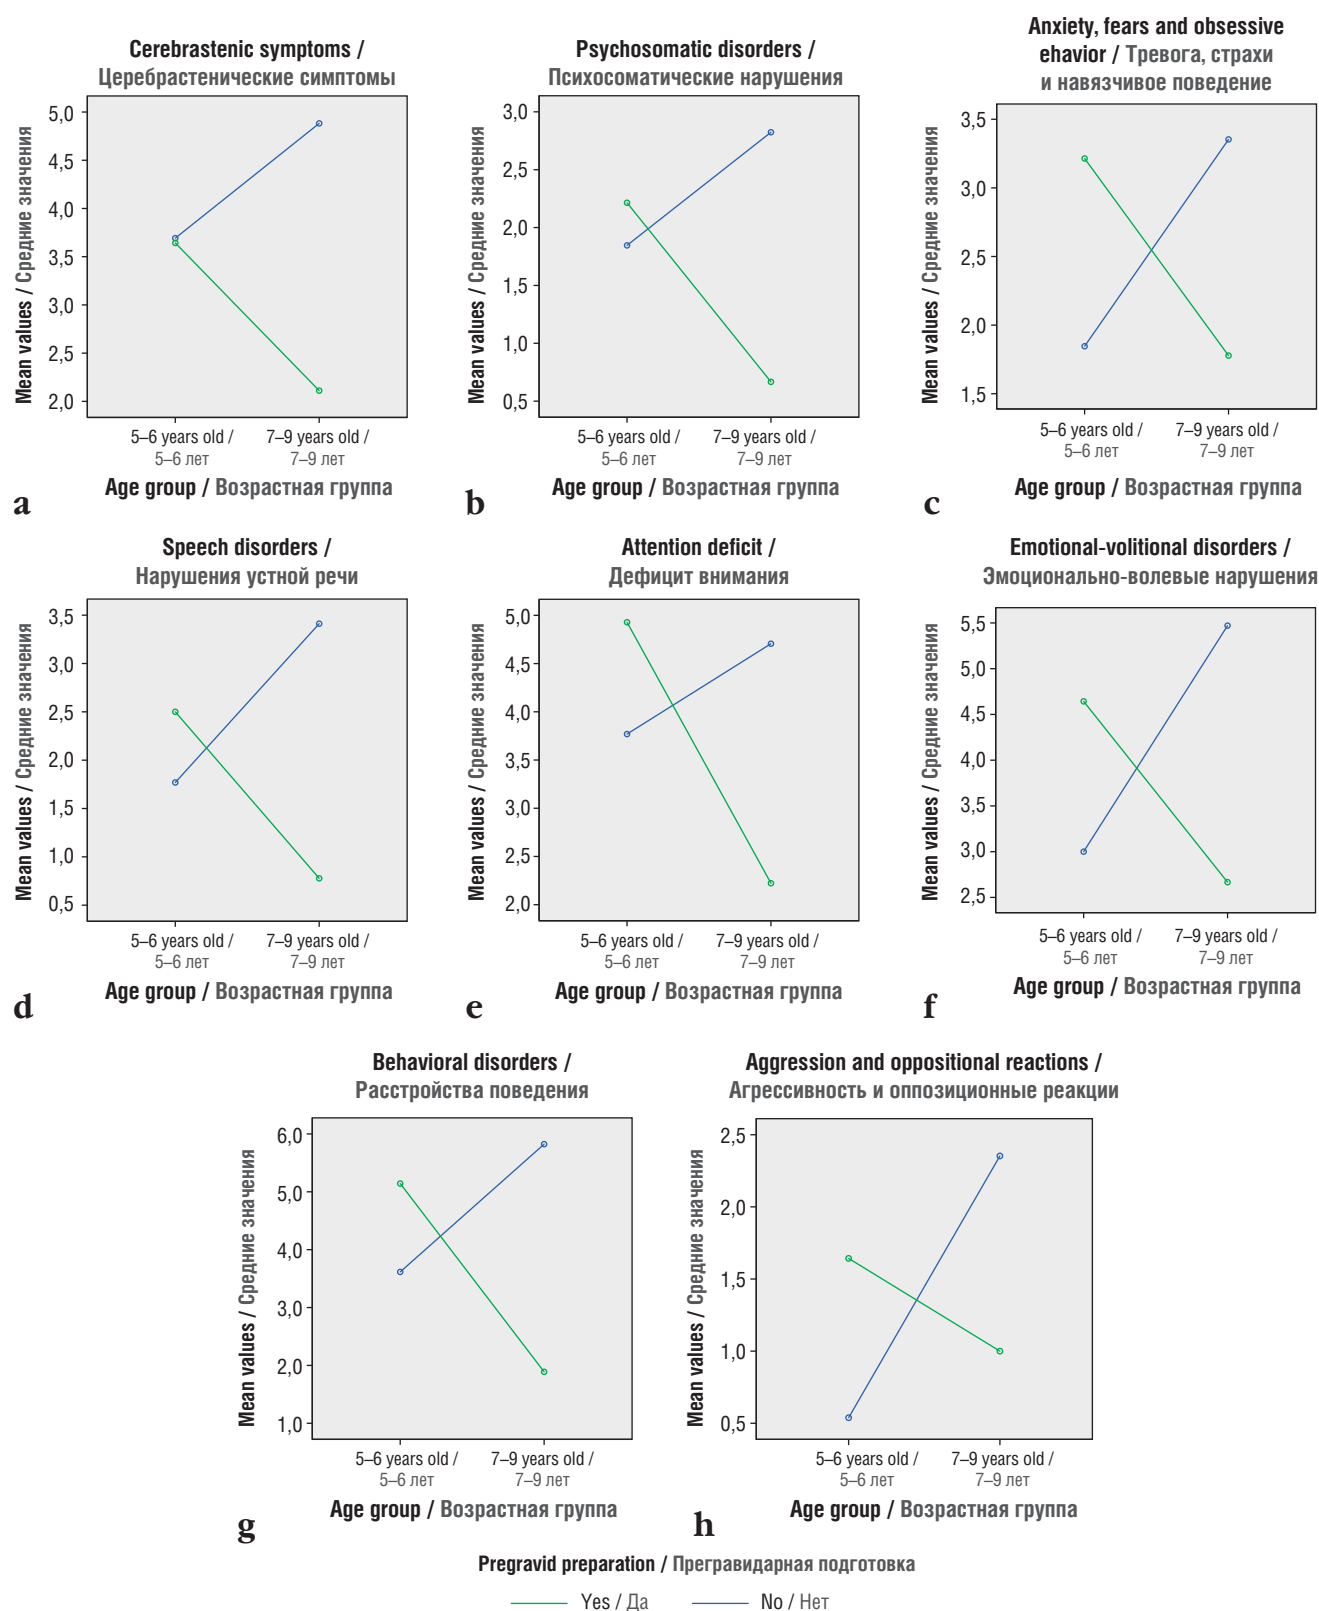 Cerebrastenic symptoms /
Церебрастенические симптомы
Mean values / Средние значения
5,0
4,5
4,0
3,5
3,0
2,5
2,0
5–6 years old /
5–6 лет
7–9 years old /
7–9 лет
Age group / Возрастная группа
a
Psychosomatic disorders /
Психосоматические нарушения
Mean values / Средние значения
3,0
2,5
2,0
1,5
1,0
0,5
5–6 years old /
5–6 лет
7–9 years old /
7–9 лет
Age group / Возрастная группа
b
Anxiety, fears and obsessive
ehavior / Тревога, страхи
и навязчивое поведение
Mean values / Средние значения
3,5
3,0
2,5
2,0
1,5
5–6 years old /
5–6 лет
7–9 years old /
7–9 лет
Age group / Возрастная группа
c
Speech disorders /
Нарушения устной речи
Mean values / Средние значения
3,5
3,0
2,5
2,0
1,5
1,0
0,5
5–6 years old /
5–6 лет
7–9 years old /
7–9 лет
Age group / Возрастная группа
d
Attention deficit /
Дефицит внимания
Mean values / Средние значения
5,0
4,5
4,0
3,5
3,0
2,5
2,0
5–6 years old /
5–6 лет
7–9 years old /
7–9 лет
Age group / Возрастная группа
e
Emotional-volitional disorders /
Эмоционально-волевые нарушения
Mean values / Средние значения
5,5
5,0
4,5
4,0
3,5
3,0
2,5
5–6 years old /
5–6 лет
7–9 years old /
7–9 лет
Age group / Возрастная группа
f
Behavioral disorders /
Расстройства поведения
Mean values / Средние значения
6,0
5,0
4,0
3,0
2,0
1,0
5–6 years old /
5–6 лет
7–9 years old /
7–9 лет
Age group / Возрастная группа
g
Aggression and oppositional reactions /
Агрессивность и оппозиционные реакции
Mean values / Средние значения
2,5
2,0
1,5
1,0
0,5
5–6 years old /
5–6 лет
7–9 years old /
7–9 лет
Age group / Возрастная группа
h
Pregravid preparation / Прегравидарная подготовка
Yes / Да
No / Нет